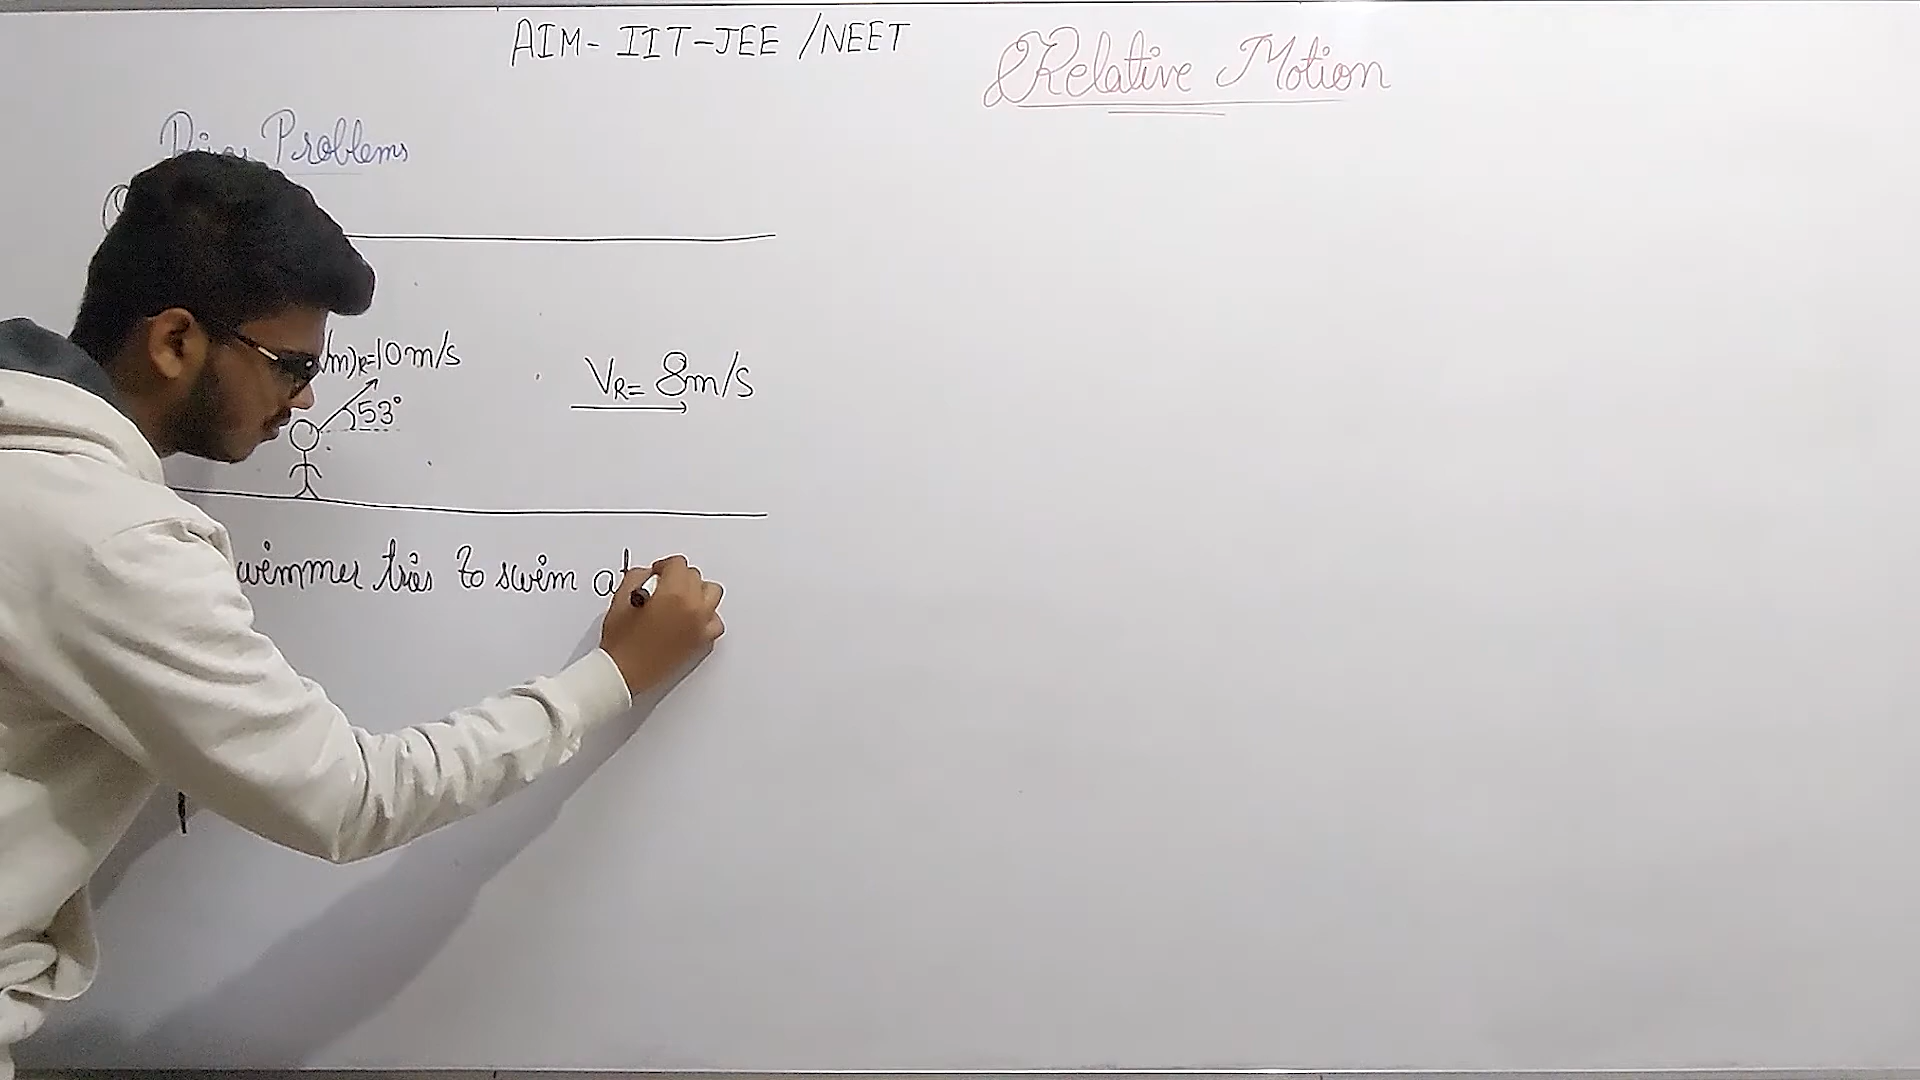 AIM- IIT-JEE /NEET
Relative Motion
Problems
m)R=10m/s
VR= 8m/s
53°
wimmer tries to swim at